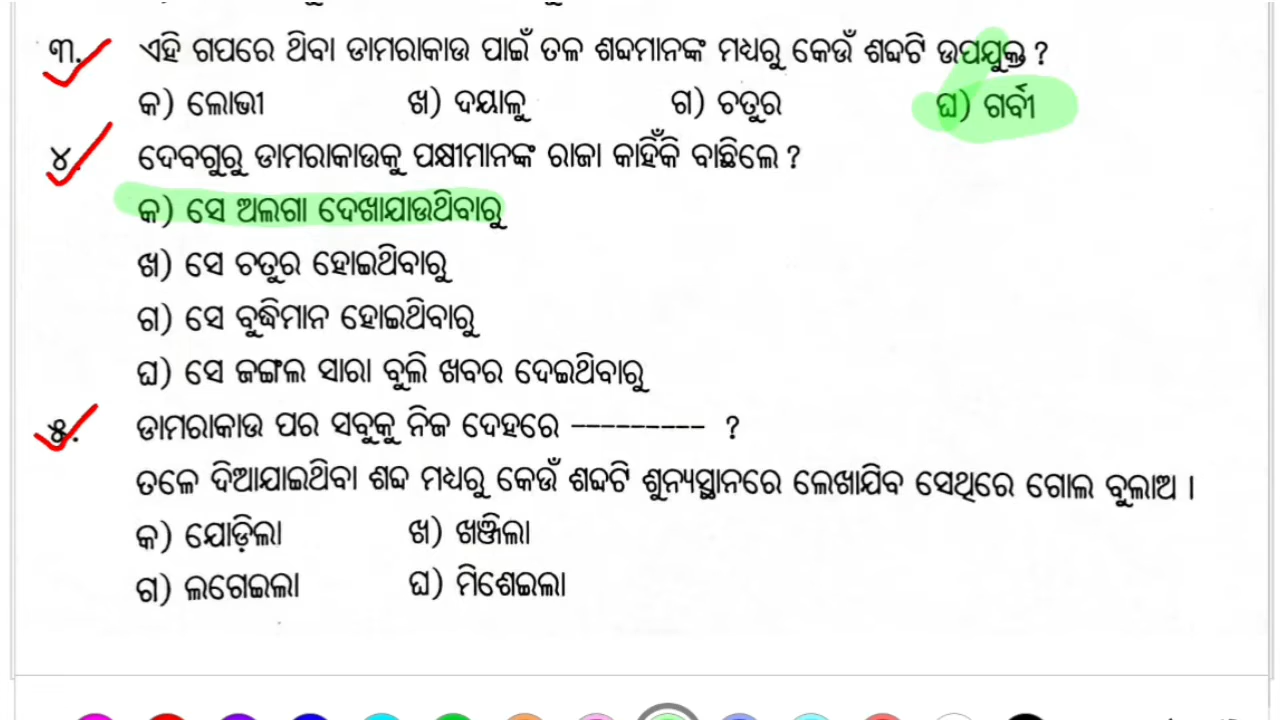 ୩. ଏହି ଗପରେ ଥିବା ଡାମରାକାଉ ପାଇଁ ତଳ ଶବ୍ଦମାନଙ୍କ ମଧ୍ୟରୁ କେଉଁ ଶବ୍ଦଟି ଉପଯୁକ୍ତ ?
କ) ଲୋଭୀ ଖ) ଦୟାଳୁ ଗ) ଚତୁର ଘ) ଗର୍ବୀ
୪. ଦେବଗୁରୁ ଡାମରାକାଉକୁ ପକ୍ଷୀମାନଙ୍କ ରାଜା କାହିଁକି ବାଛିଲେ ?
କ) ସେ ଅଲଗା ଦେଖାଯାଉଥିବାରୁ
ଖ) ସେ ଚତୁର ହୋଇଥିବାରୁ
ଗ) ସେ ବୁଦ୍ଧିମାନ ହୋଇଥିବାରୁ
ଘ) ସେ ଜଙ୍ଗଲ ସାରା ବୁଲି ଖବର ଦେଇଥିବାରୁ
୫. ଡାମରାକାଉ ପର ସବୁକୁ ନିଜ ଦେହରେ --------- ?
ତଳେ ଦିଆଯାଇଥିବା ଶବ୍ଦ ମଧ୍ୟରୁ କେଉଁ ଶବ୍ଦଟି ଶୁନ୍ୟସ୍ଥାନରେ ଲେଖାଯିବ ସେଥିରେ ଗୋଲ ବୁଲାଅ ।
କ) ଯୋଡ଼ିଲା ଖ) ଖଞ୍ଜିଲା
ଗ) ଲଗେଇଲା ଘ) ମିଶେଇଲା